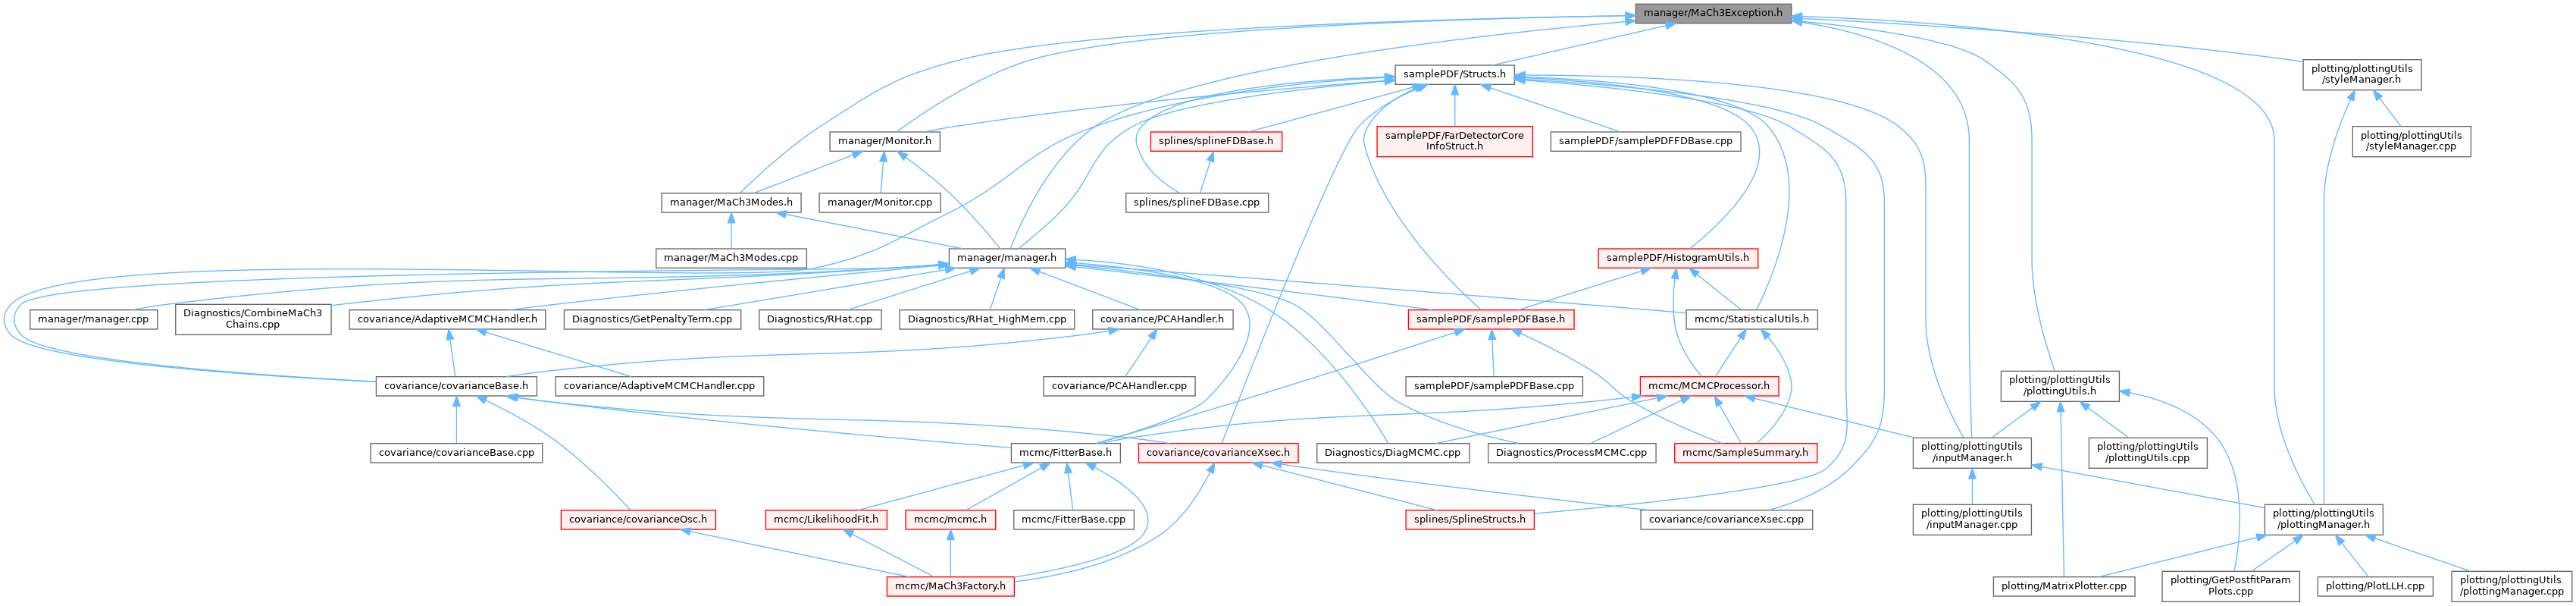 manager/MaCh3Exception.h
samplePDF/Structs.h
plotting/plottingUtils
/styleManager.h
manager/Monitor.h
splines/splineFDBase.h
samplePDF/FarDetectorCore
InfoStruct.h
samplePDF/samplePDFFDBase.cpp
plotting/plottingUtils
/styleManager.cpp
manager/MaCh3Modes.h
manager/Monitor.cpp
splines/splineFDBase.cpp
manager/MaCh3Modes.cpp
manager/manager.h
samplePDF/HistogramUtils.h
manager/manager.cpp
Diagnostics/CombineMaCh3
Chains.cpp
covariance/AdaptiveMCMCHandler.h
Diagnostics/GetPenaltyTerm.cpp
Diagnostics/RHat.cpp
Diagnostics/RHat_HighMem.cpp
covariance/PCAHandler.h
samplePDF/samplePDFBase.h
mcmc/StatisticalUtils.h
covariance/covarianceBase.h
covariance/AdaptiveMCMCHandler.cpp
covariance/PCAHandler.cpp
samplePDF/samplePDFBase.cpp
mcmc/MCMCProcessor.h
plotting/plottingUtils
/plottingUtils.h
covariance/covarianceBase.cpp
mcmc/FitterBase.h
covariance/covarianceXsec.h
Diagnostics/DiagMCMC.cpp
Diagnostics/ProcessMCMC.cpp
mcmc/SampleSummary.h
plotting/plottingUtils
/inputManager.h
plotting/plottingUtils
/plottingUtils.cpp
covariance/covarianceOsc.h
mcmc/LikelihoodFit.h
mcmc/mcmc.h
mcmc/FitterBase.cpp
splines/SplineStructs.h
covariance/covarianceXsec.cpp
plotting/plottingUtils
/inputManager.cpp
plotting/plottingUtils
/plottingManager.h
mcmc/MaCh3Factory.h
plotting/MatrixPlotter.cpp
plotting/GetPostfitParam
Plots.cpp
plotting/PlotLLH.cpp
plotting/plottingUtils
/plottingManager.cpp